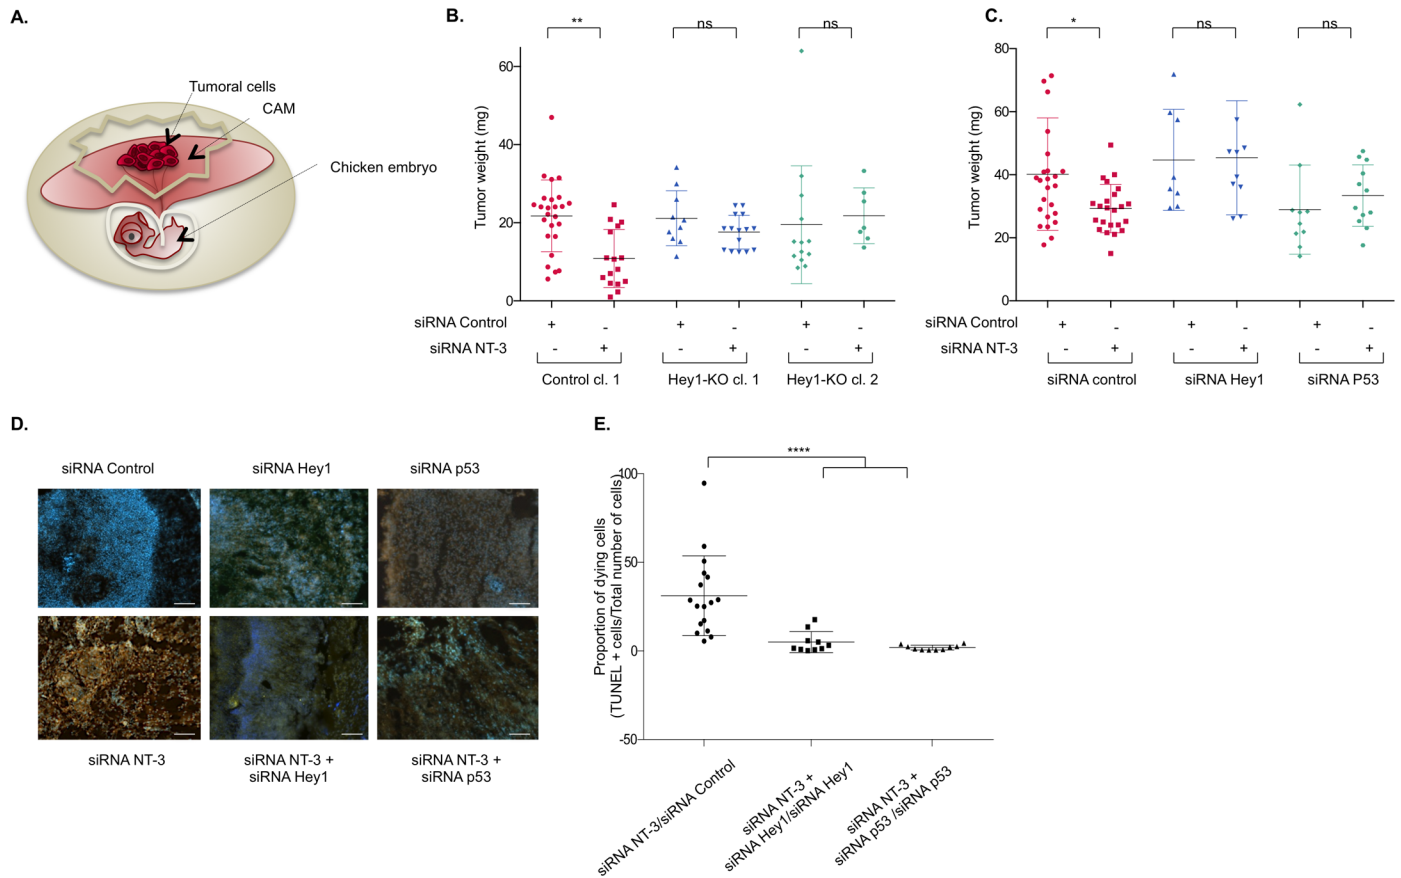 A.
Tumoral cells
CAM
Chicken embryo
B.
** ns ns
Tumor weight (mg)
60
40
20
0
siRNA Control + - + - + -
siRNA NT-3 - + - + - +
Control cl. 1 Hey1-KO cl. 1 Hey1-KO cl. 2
C.
* ns ns
Tumor weight (mg)
80
60
40
20
0
siRNA Control + - + - + -
siRNA NT-3 - + - + - +
siRNA control siRNA Hey1 siRNA P53
D.
siRNA Control siRNA Hey1 siRNA p53
siRNA NT-3
siRNA NT-3 +
siRNA Hey1
siRNA NT-3 +
siRNA p53
E.
****
Proportion of dying cells
(TUNEL + cells/Total number of cells)
100
50
0
-50
siRNA NT-3/siRNA Control
siRNA NT-3 +
siRNA Hey1/siRNA Hey1
siRNA NT-3 +
siRNA p53 /siRNA p53